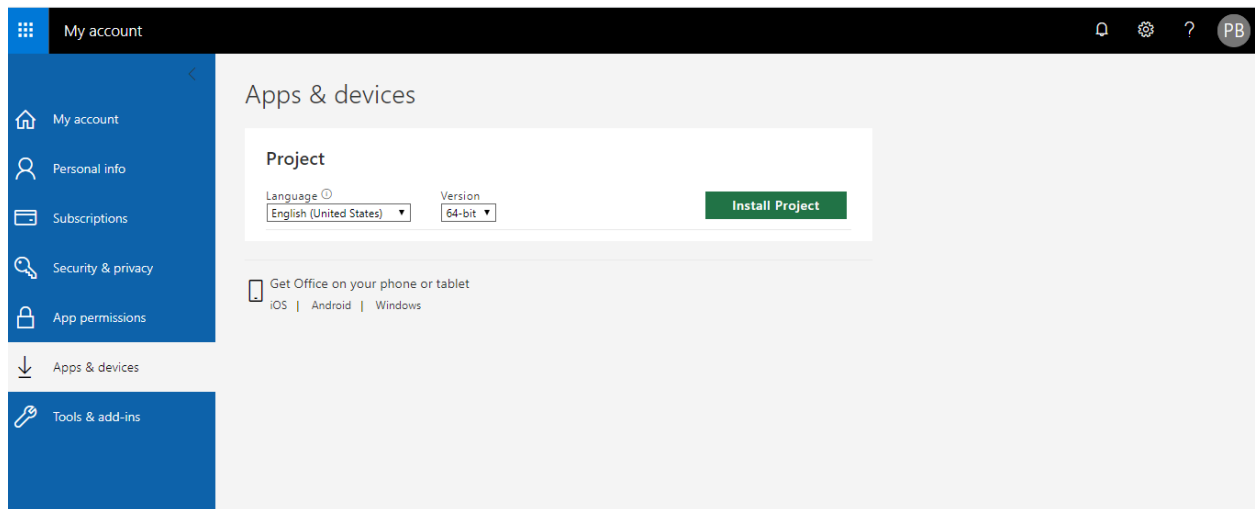 My account
?
PB
My account
Personal info
Subscriptions
Security & privacy
App permissions
Apps & devices
Tools & add-ins
Apps & devices
Project
Language Version
English (United States) 64-bit
Install Project
Get Office on your phone or tablet
iOS | Android | Windows